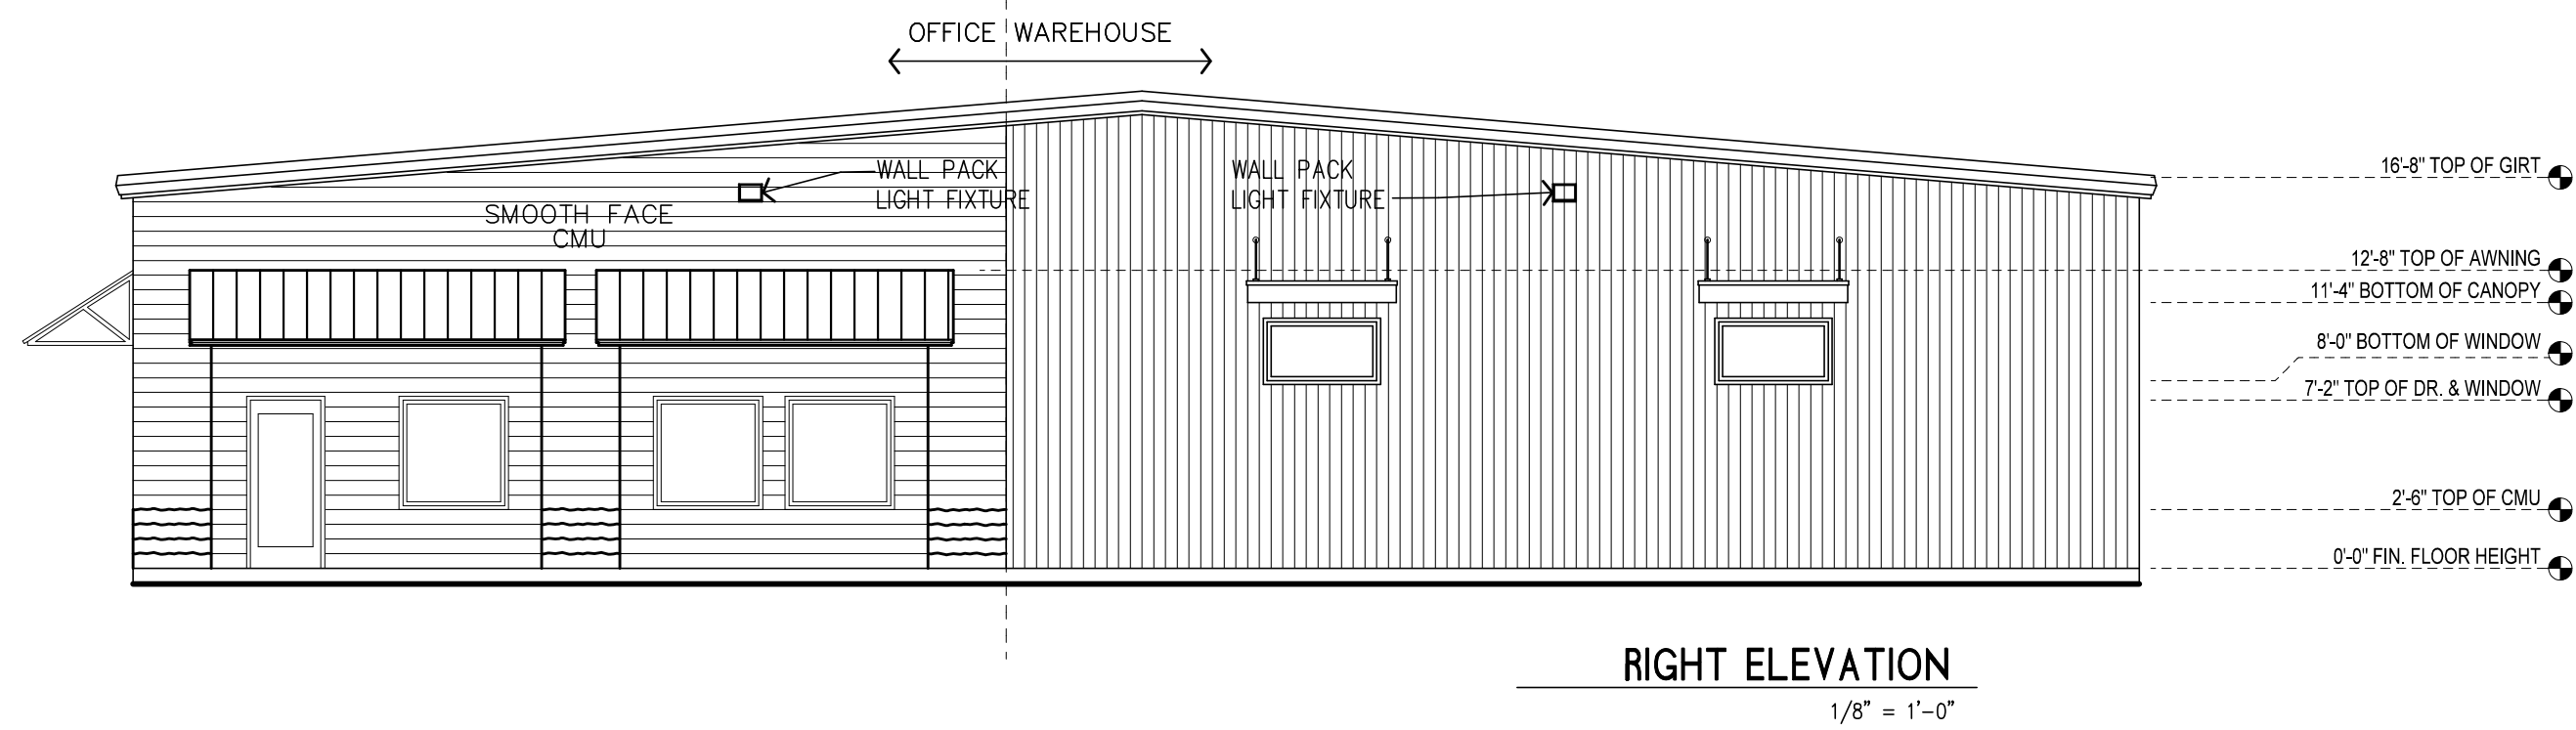 OFFICE WAREHOUSE
WALL PACK
LIGHT FIXTURE
WALL PACK
LIGHT FIXTURE
SMOOTH FACE
CMU
16'-8" TOP OF GIRT
12'-8" TOP OF AWNING
11'-4" BOTTOM OF CANOPY
8'-0" BOTTOM OF WINDOW
7'-2" TOP OF DR. & WINDOW
2'-6" TOP OF CMU
0'-0" FIN. FLOOR HEIGHT
RIGHT ELEVATION
1/8" = 1'-0"